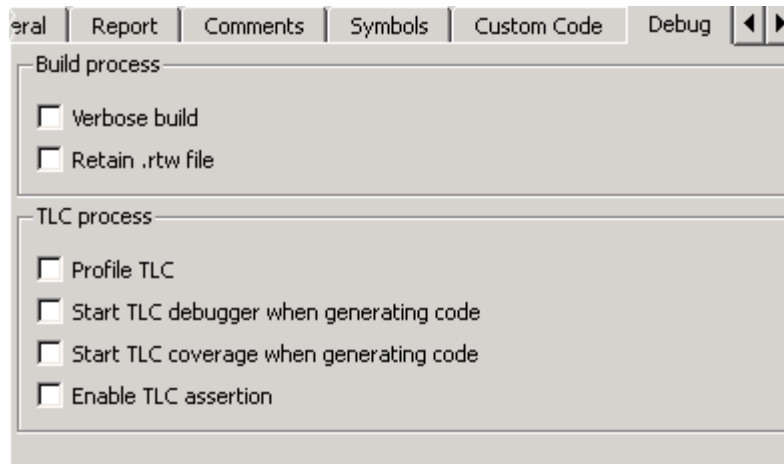 eral Report Comments Symbols Custom Code Debug
Build process
Verbose build
Retain .rtw file
TLC process
Profile TLC
Start TLC debugger when generating code
Start TLC coverage when generating code
Enable TLC assertion